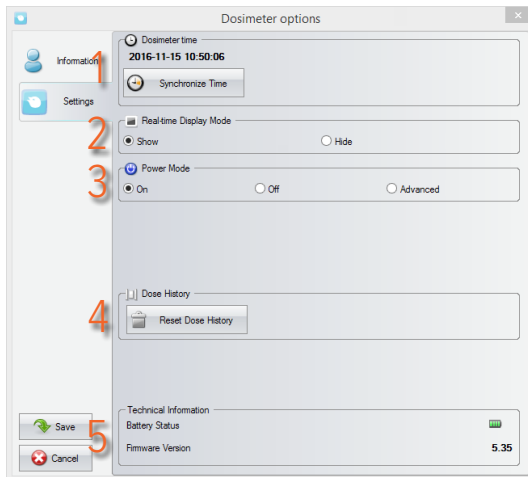 Dosimeter options
Information
Settings
1
Dosimeter time
2016-11-15 10:50:06
Synchronize Time
2
Real-time Display Mode
Show Hide
3
Power Mode
On Off Advanced
4
Dose History
Reset Dose History
5
Technical Information
Battery Status
Firmware Version 5.35
Save
Cancel